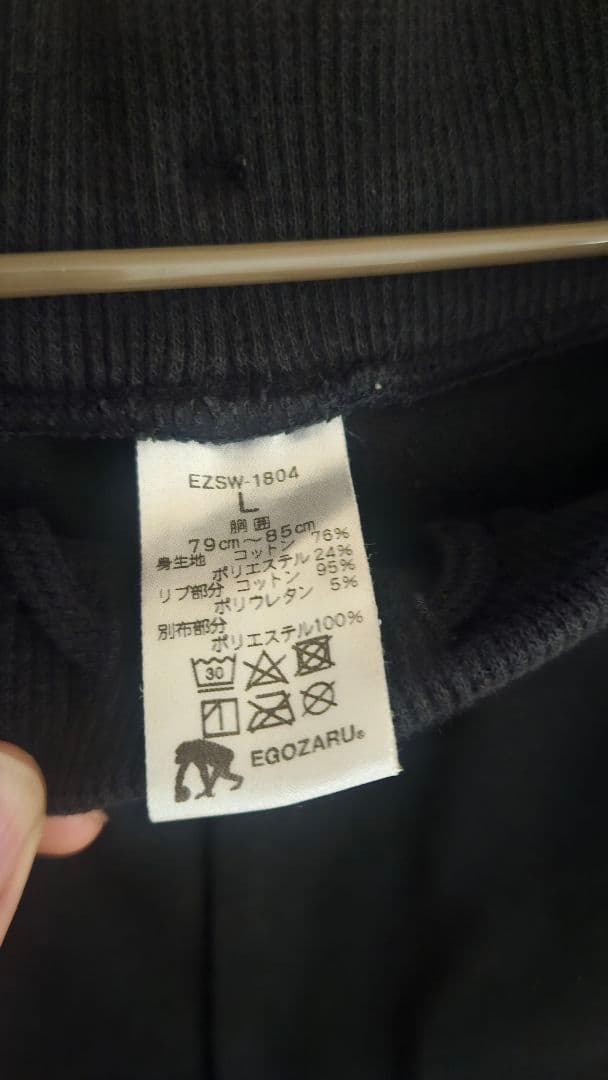 EZSW-1804
L
胴囲
79cm～85cm
身生地 コットン 76%
ポリエステル 24%
リブ部分 コットン 95%
ポリウレタン 5%
別布部分
ポリエステル100%
30
EGOZARU®